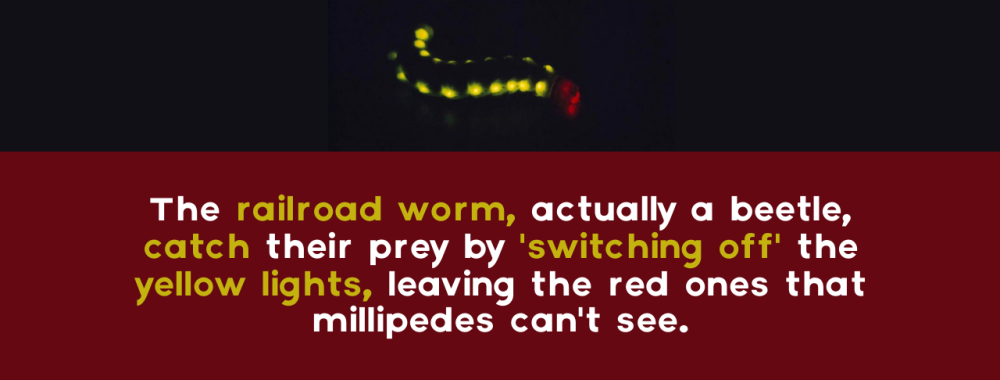 The railroad worm, actually a beetle,
catch their prey by 'switching off' the
yellow lights, leaving the red ones that
millipedes can't see.